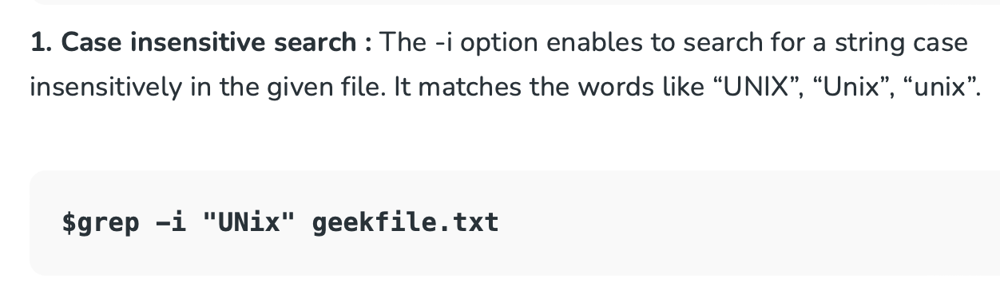 1. Case insensitive search : The -i option enables to search for a string case
insensitively in the given file. It matches the words like “UNIX”, “Unix”, “unix”.
$grep -i "UNix" geekfile.txt